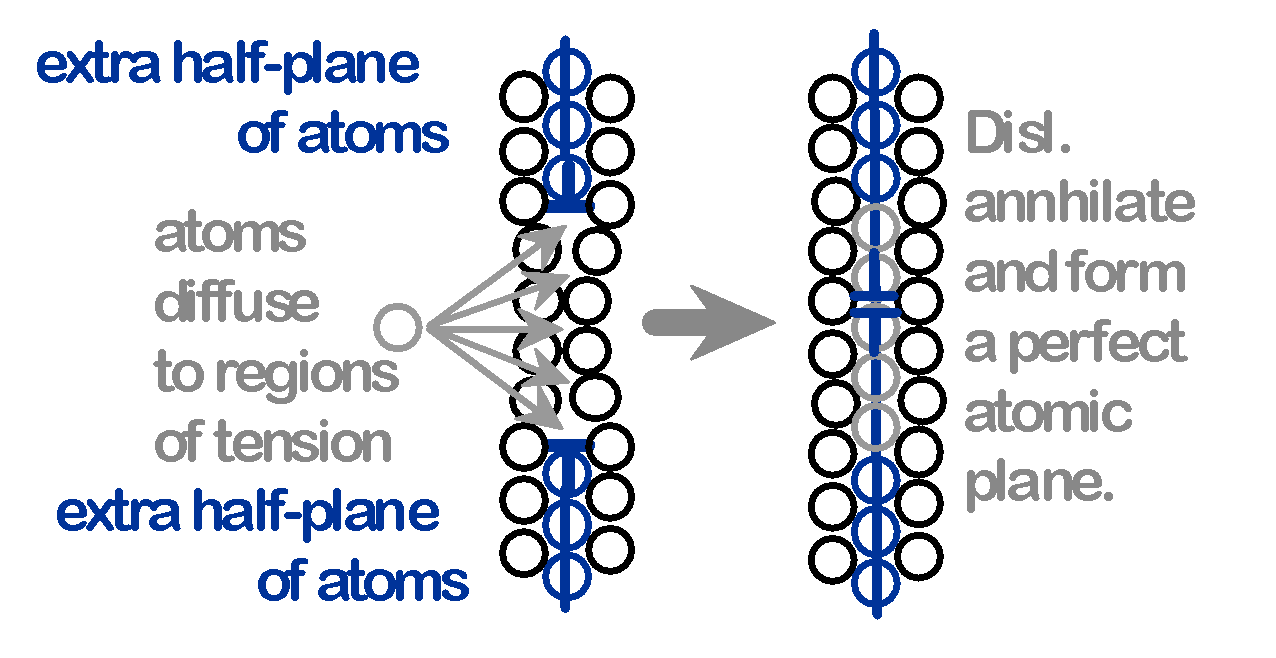 extra half-plane
of atoms
atoms
diffuse
to regions
of tension
extra half-plane
of atoms
Disl.
annhilate
and form
a perfect
atomic
plane.